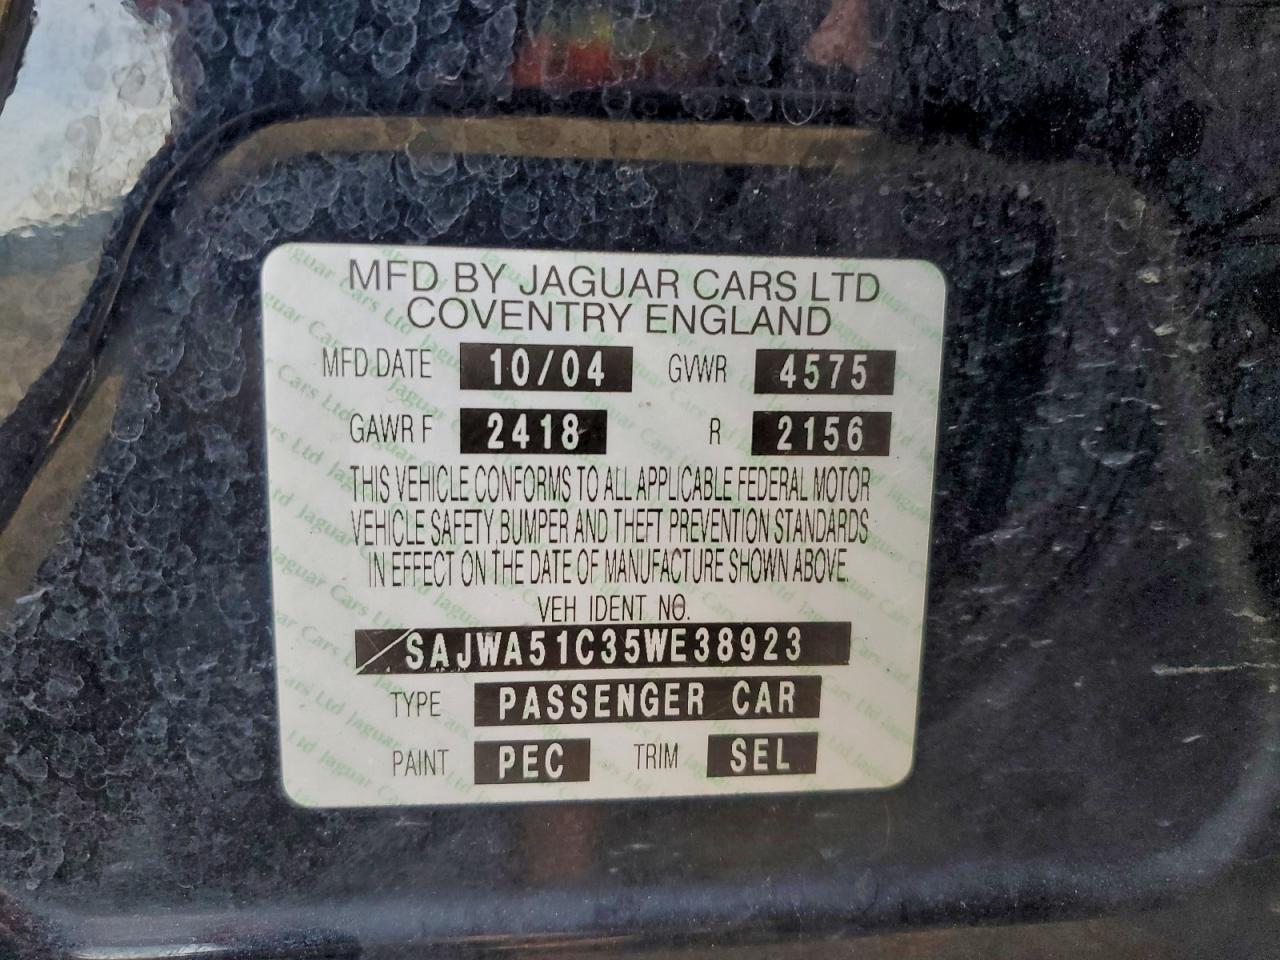 MFD BY JAGUAR CARS LTD
COVENTRY ENGLAND
MFD DATE 10/04 GVWR 4575
GAWR F 2418 R 2156
THIS VEHICLE CONFORMS TO ALL APPLICABLE FEDERAL MOTOR
VEHICLE SAFETY, BUMPER AND THEFT PREVENTION STANDARDS
IN EFFECT ON THE DATE OF MANUFACTURE SHOWN ABOVE.
VEH IDENT NO.
SAJWA51C35WE38923
TYPE PASSENGER CAR
PAINT PEC TRIM SEL